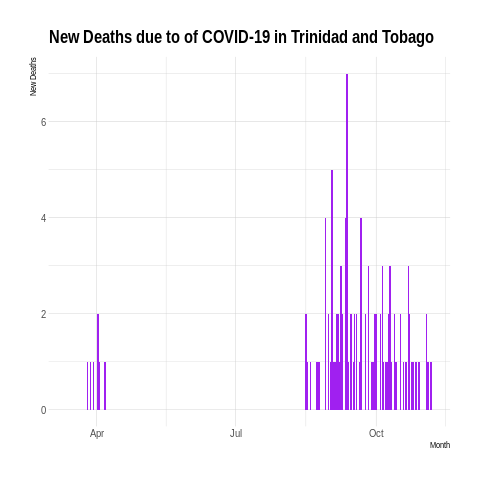 New Deaths due to of COVID-19 in Trinidad and Tobago
New Deaths
6
4
2
0
Apr Jul Oct
Month